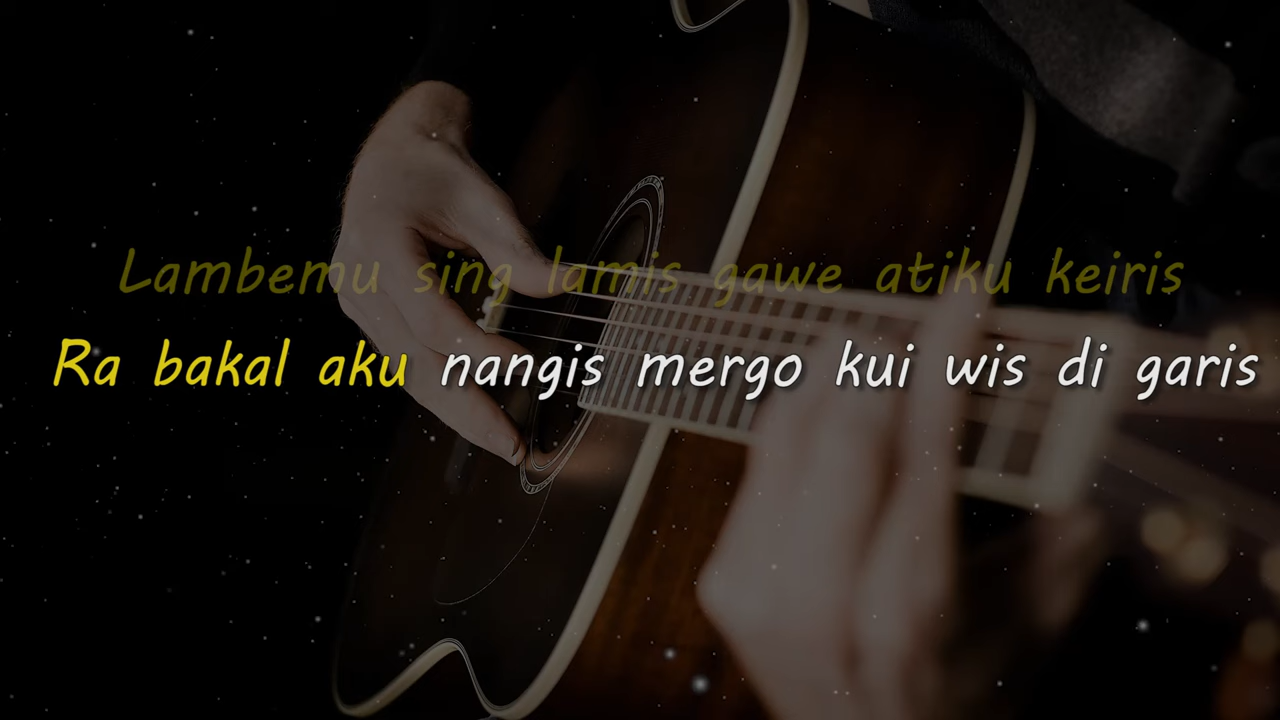 Lambemu sing lamis gawe atiku keiris
Ra bakal aku nangis mergo kui wis di garis